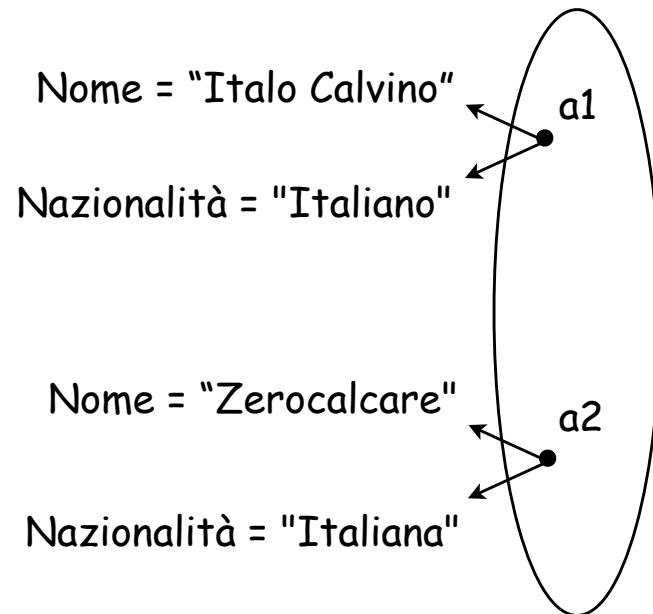 Nome = “Italo Calvino”
a1
Nazionalità = "Italiano"
Nome = “Zerocalcare"
a2
Nazionalità = "Italiana"